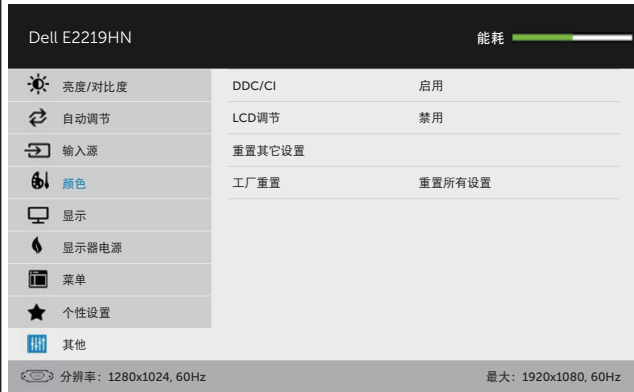 Dell E2219HN 能耗
亮度/对比度 DDC/CI 启用
自动调节 LCD调节 禁用
输入源 重置其它设置
颜色 工厂重置 重置所有设置
显示
显示器电源
菜单
个性设置
其他
分辨率：1280x1024, 60Hz 最大：1920x1080, 60Hz